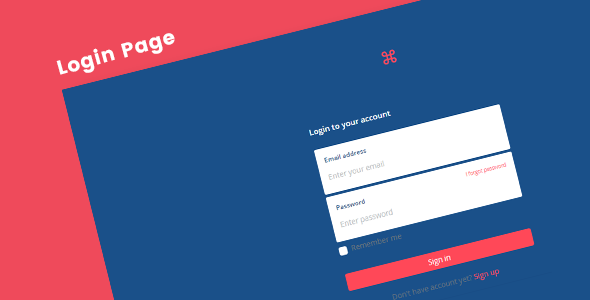 Login Page
⌘
Login to your account
Email address
Enter your email
Password
I forgot password
Enter password
Remember me
Sign in
Don't have account yet? Sign up